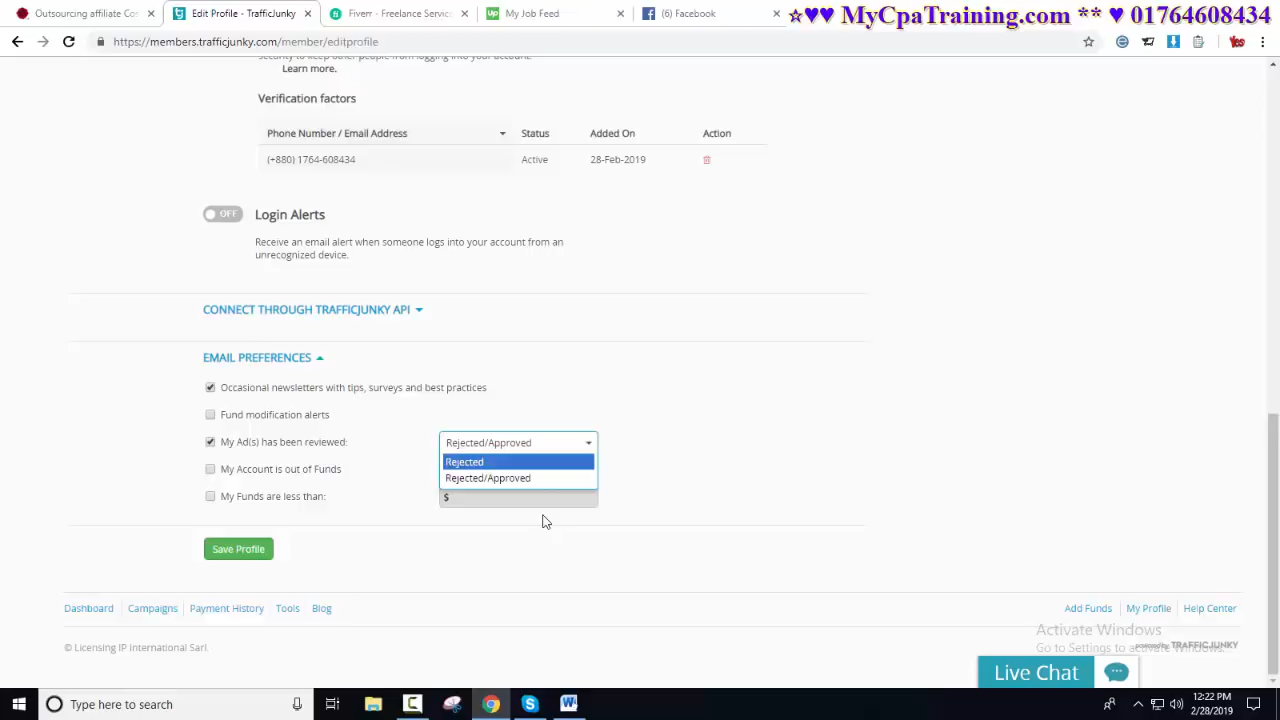 Outsourcing affiliate Cos
Edit Profile - TrafficJunky
Fiverr - Freelance Servic
My Job Feed
(2) Facebook
☆♥♥ MyCpaTraining.com ** ♥ 01764608434
https://members.trafficjunky.com/member/editprofile
security to keep other people from logging into your account.
Learn more.
Verification factors
Phone Number / Email Address Status Added On Action
(+880) 1764-608434 Active 28-Feb-2019
OFF Login Alerts
Receive an email alert when someone logs into your account from an
unrecognized device.
CONNECT THROUGH TRAFFICJUNKY API
EMAIL PREFERENCES
Occasional newsletters with tips, surveys and best practices
Fund modification alerts
My Ad(s) has been reviewed: Rejected/Approved
Rejected
My Account is out of Funds
Rejected/Approved
My Funds are less than: $
Save Profile
Dashboard Campaigns Payment History Tools Blog
Add Funds My Profile Help Center
Activate Windows
Go to Settings to activate Windows.
© Licensing IP International Sàrl.
powered by TRAFFICJUNKY
Live Chat
Type here to search
12:22 PM
2/28/2019